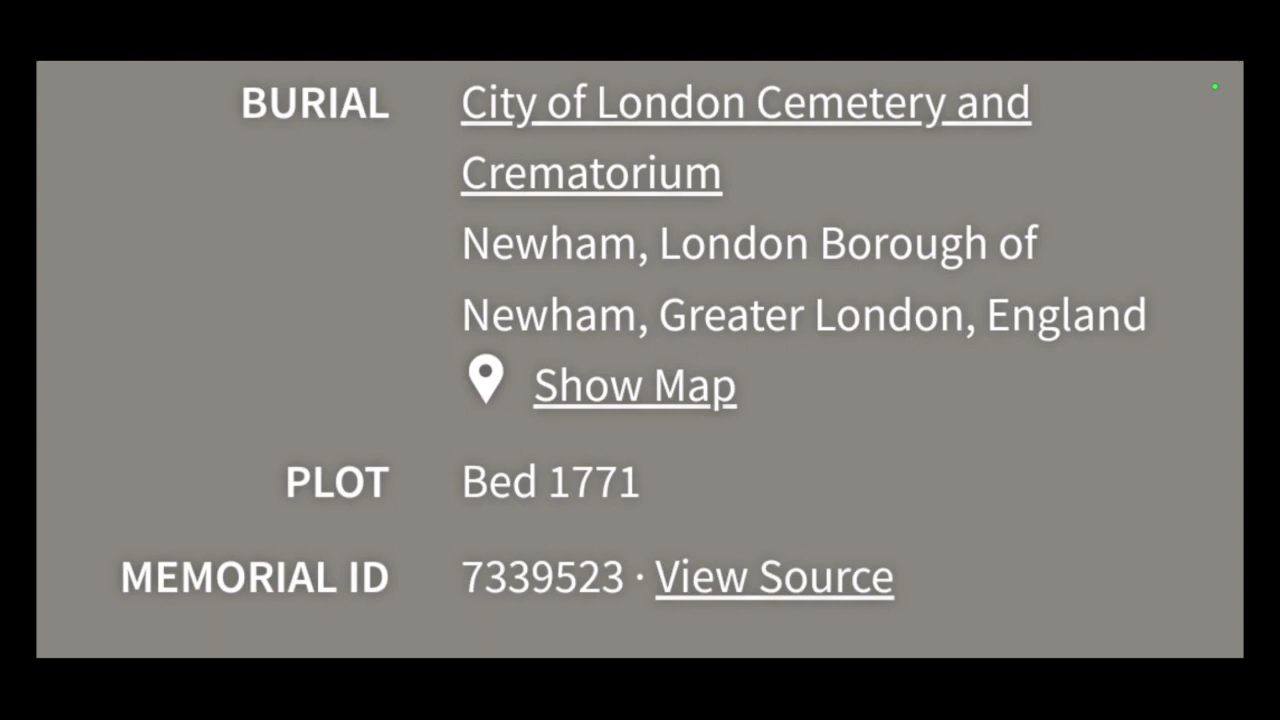 BURIAL City of London Cemetery and
Crematorium
Newham, London Borough of
Newham, Greater London, England
Show Map
PLOT Bed 1771
MEMORIAL ID 7339523 · View Source